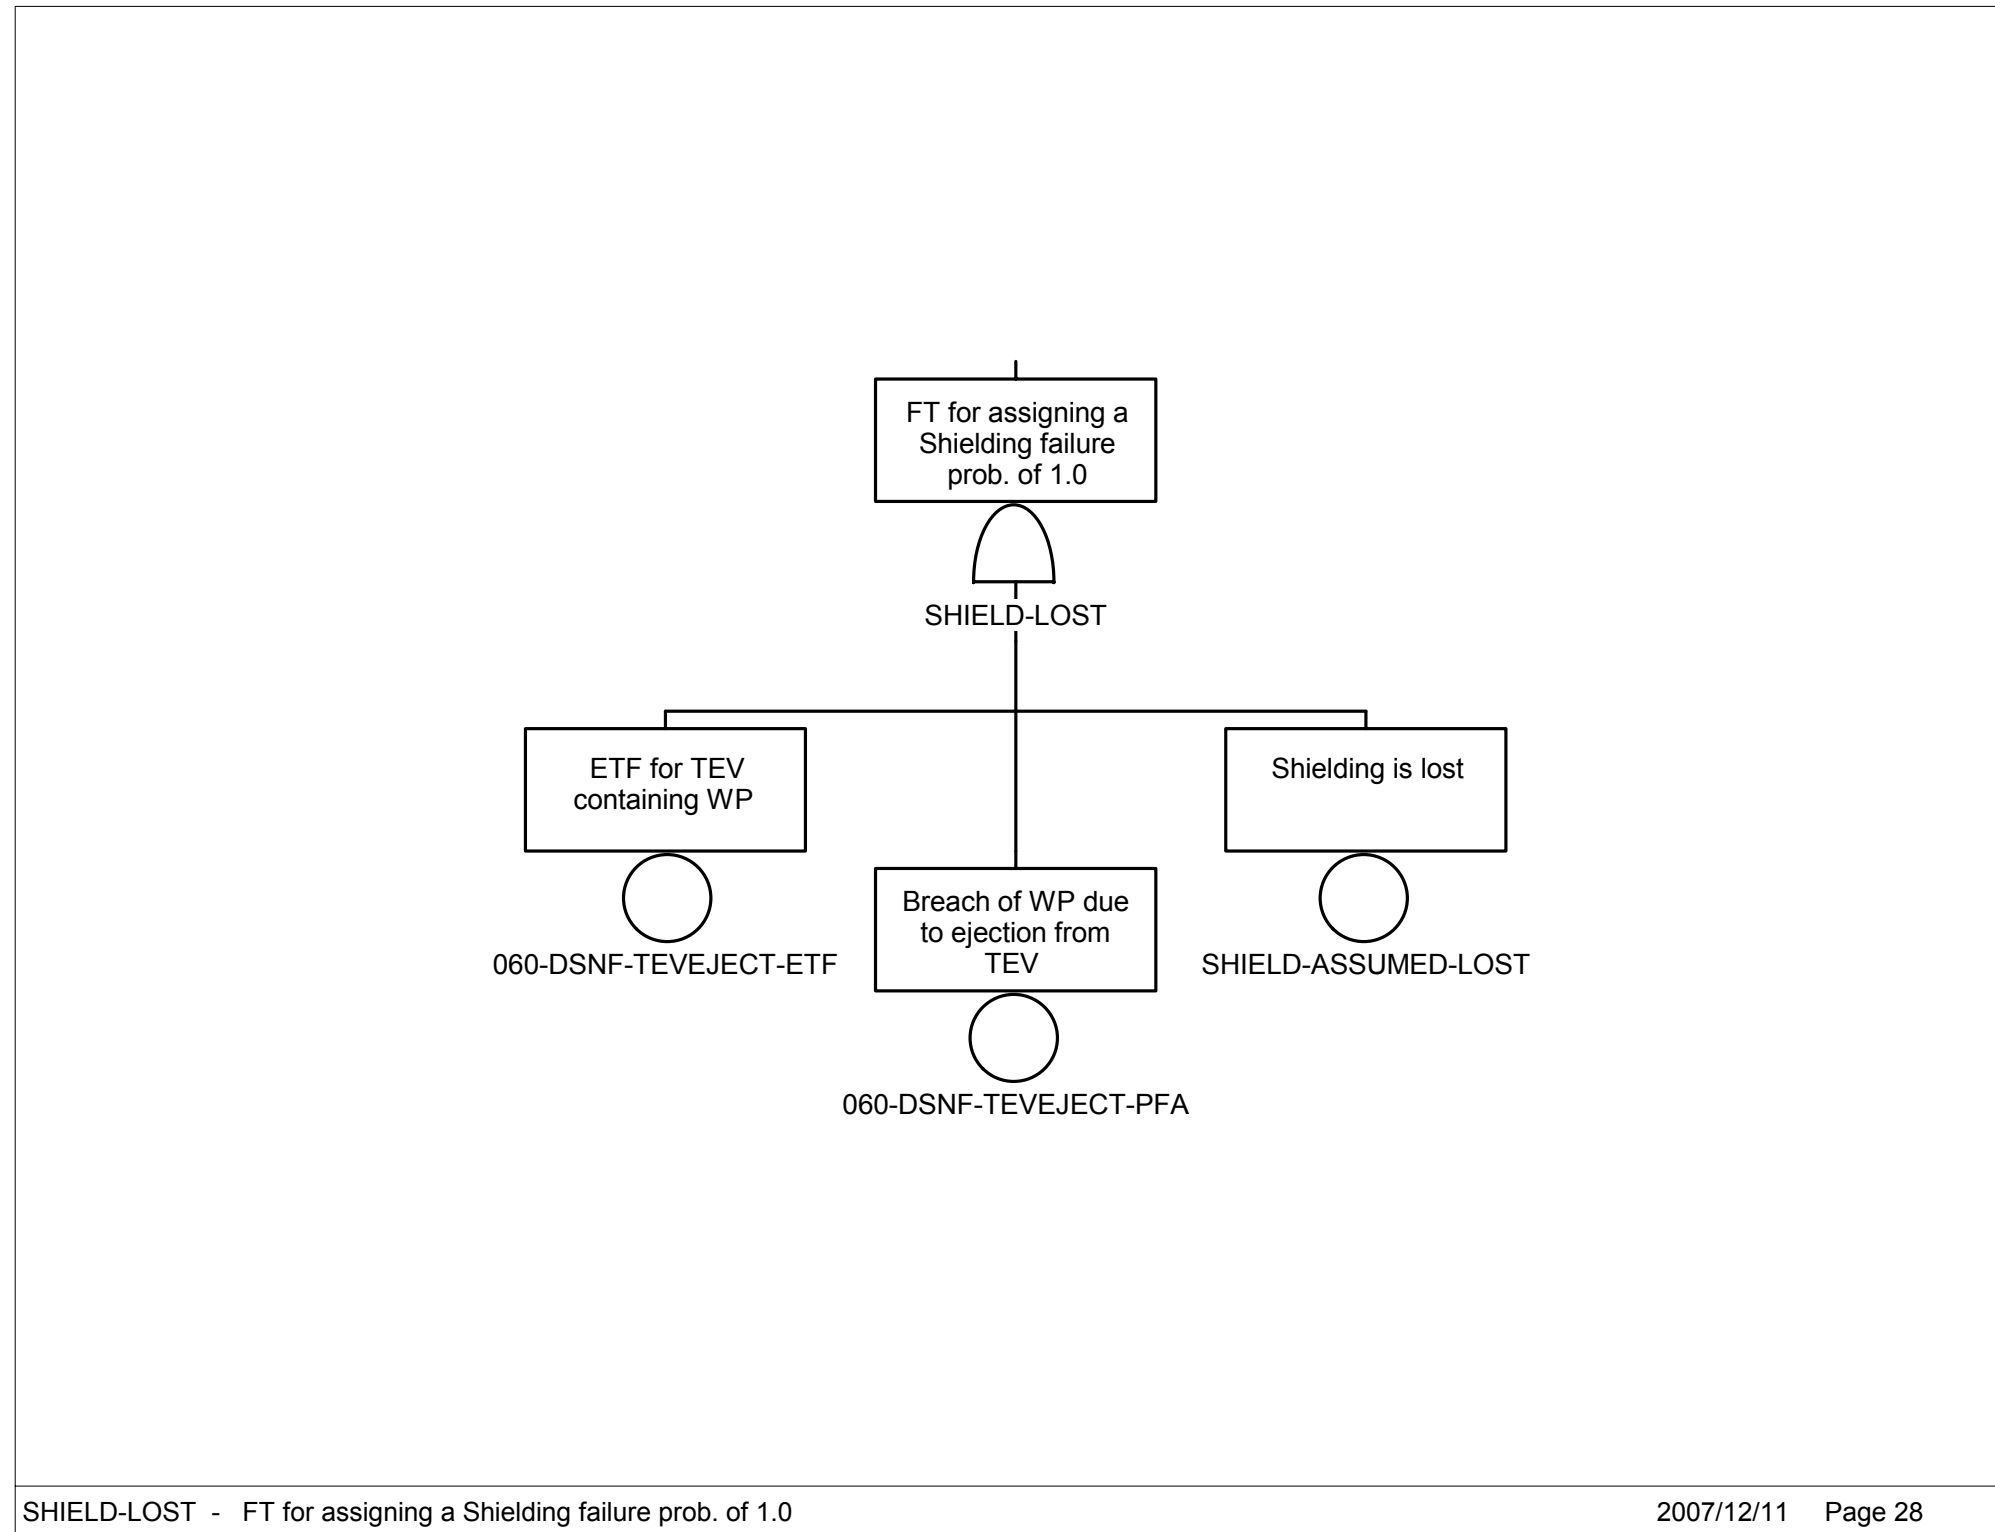 FT for assigning a
Shielding failure
prob. of 1.0
SHIELD-LOST
ETF for TEV
containing WP
060-DSNF-TEVEJECT-ETF
Breach of WP due
to ejection from
TEV
060-DSNF-TEVEJECT-PFA
Shielding is lost
SHIELD-ASSUMED-LOST
SHIELD-LOST - FT for assigning a Shielding failure prob. of 1.0
2007/12/11 Page 28